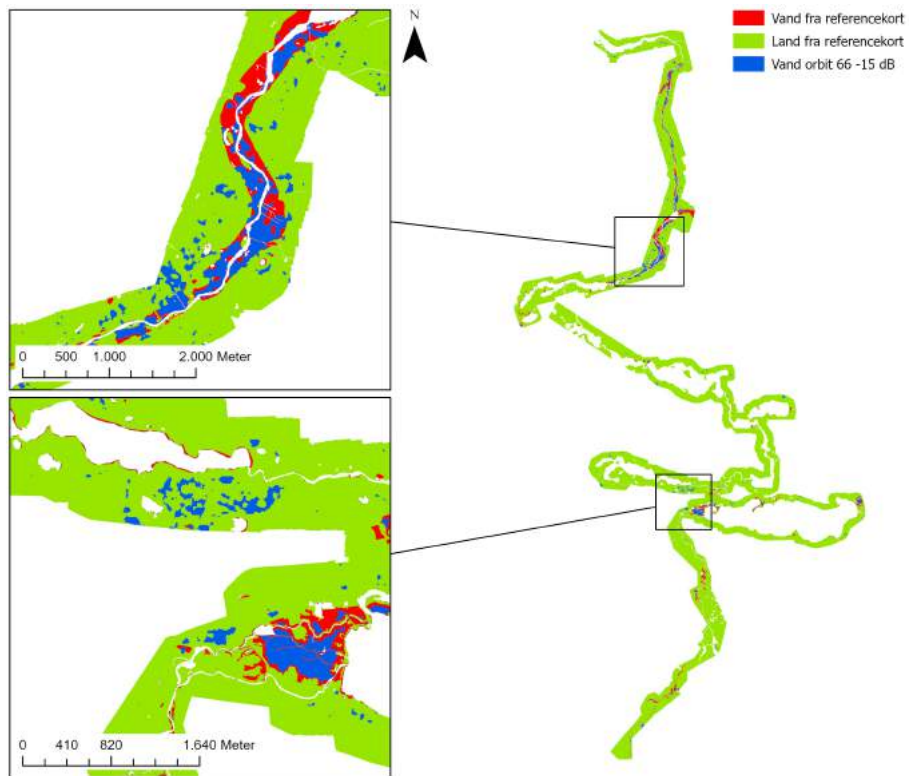 N
Vand fra referencekort
Land fra referencekort
Vand orbit 66 -15 dB
0 500 1.000 2.000 Meter
0 410 820 1.640 Meter